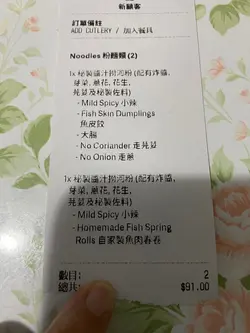 新顧客
訂單備註
ADD CUTLERY / 加入餐具
Noodles 粉麵類 (2)
1x 秘製醬汁撈河粉 (配有炸醬,
芽菜, 蔥花, 花生,
芫荽及秘製佐料)
- Mild Spicy 小辣
- Fish Skin Dumplings
魚皮餃
- 大腸
- No Coriander 走芫茜
- No Onion 走蔥
1x 秘製醬汁撈河粉 (配有炸醬,
芽菜, 蔥花, 花生,
芫荽及秘製佐料)
- Mild Spicy 小辣
- Homemade Fish Spring
Rolls 自家製魚肉春卷
數目: 2
總共: $91.00